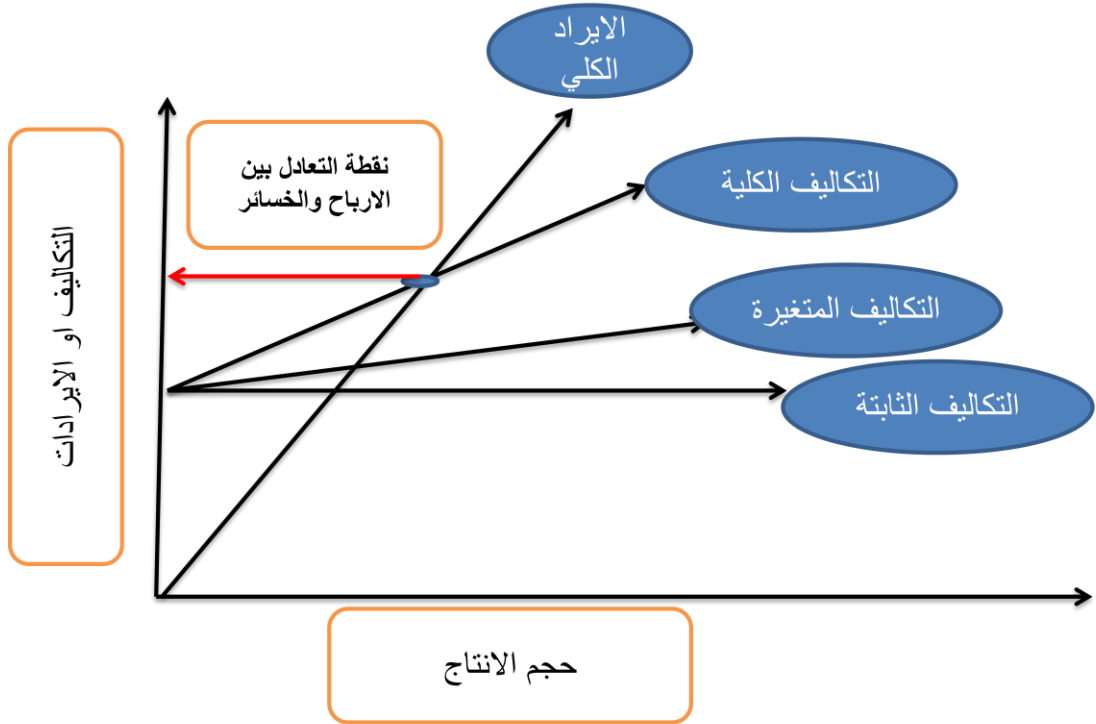 الايراد
الكلي
نقطة التعادل بين
الارباح والخسائر
التكاليف الكلية
التكاليف او الايرادات
التكاليف المتغيرة
التكاليف الثابتة
حجم الانتاج